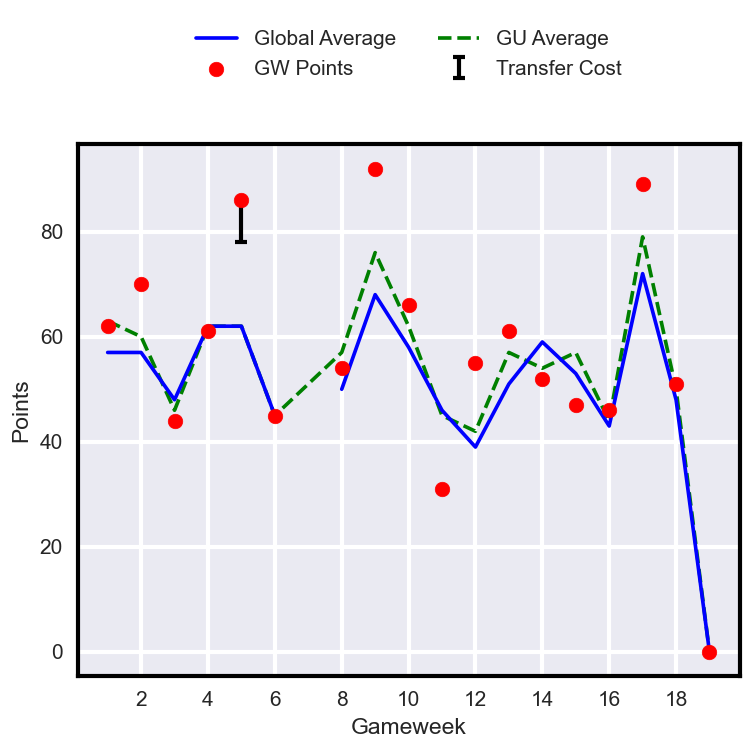 Global Average GU Average
GW Points Transfer Cost
80
60
40
20
0
Points
2 4 6 8 10 12 14 16 18
Gameweek